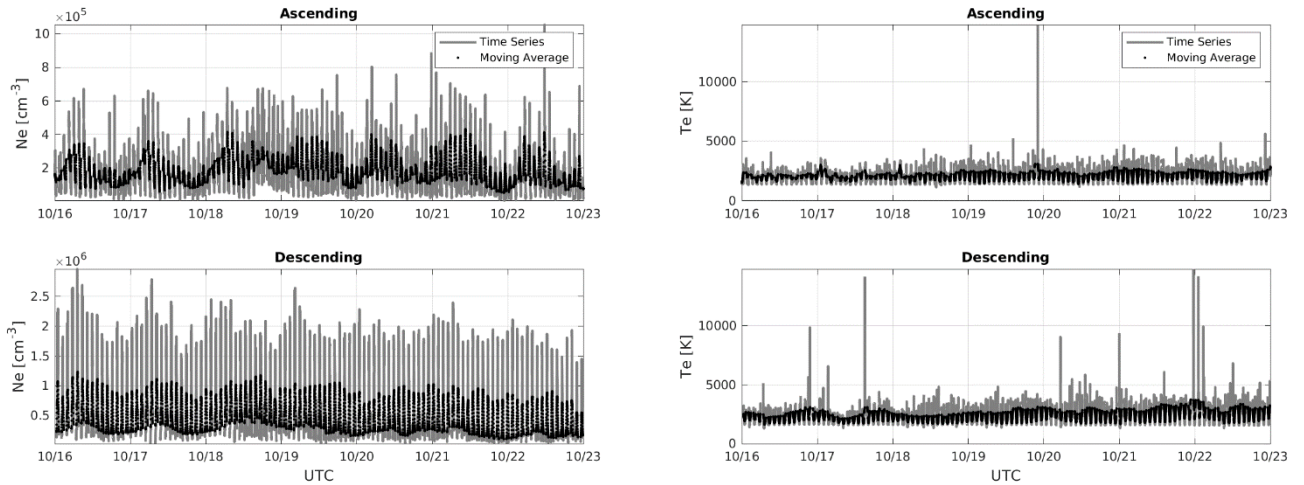 Ascending
×10⁵
Time Series
Moving Average
Ne [cm⁻³]
10
8
6
4
2
10/16 10/17 10/18 10/19 10/20 10/21 10/22 10/23
Ascending
Time Series
Moving Average
Te [K]
10000
5000
0
10/16 10/17 10/18 10/19 10/20 10/21 10/22 10/23
Descending
×10⁶
Ne [cm⁻³]
2.5
2
1.5
1
0.5
10/16 10/17 10/18 10/19 10/20 10/21 10/22 10/23
UTC
Descending
Te [K]
10000
5000
0
10/16 10/17 10/18 10/19 10/20 10/21 10/22 10/23
UTC